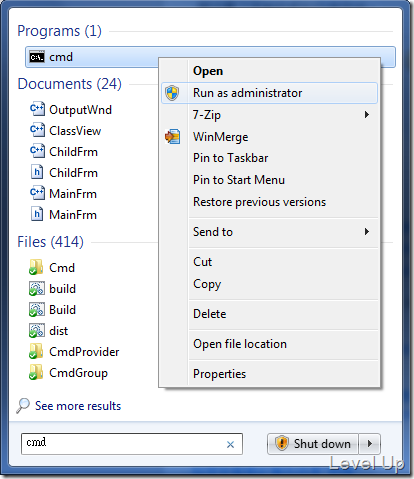 Programs (1)
cmd
Documents (24)
OutputWnd
ClassView
ChildFrm
ChildFrm
MainFrm
MainFrm
Files (414)
Cmd
build
Build
dist
CmdProvider
CmdGroup
See more results
cmd
Shut down
Open
Run as administrator
7-Zip
WinMerge
Pin to Taskbar
Pin to Start Menu
Restore previous versions
Send to
Cut
Copy
Delete
Open file location
Properties
Level Up